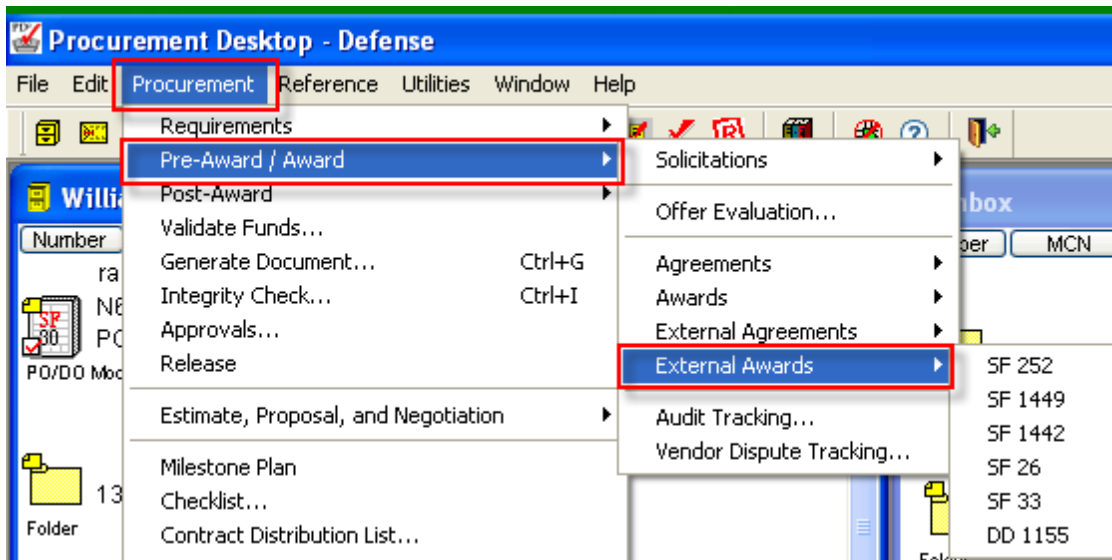 Procurement Desktop - Defense
File Edit Procurement Reference Utilities Window Help
Requirements
Pre-Award / Award
Post-Award
Validate Funds...
Generate Document... Ctrl+G
Integrity Check... Ctrl+I
Approvals...
Release
Estimate, Proposal, and Negotiation
Milestone Plan
Checklist...
Contract Distribution List...
Solicitations
Offer Evaluation...
Agreements
Awards
External Agreements
External Awards
Audit Tracking...
Vendor Dispute Tracking...
SF 252
SF 1449
SF 1442
SF 26
SF 33
DD 1155
Number
SF
30
PO/DO Mod
13
Folder
MCN